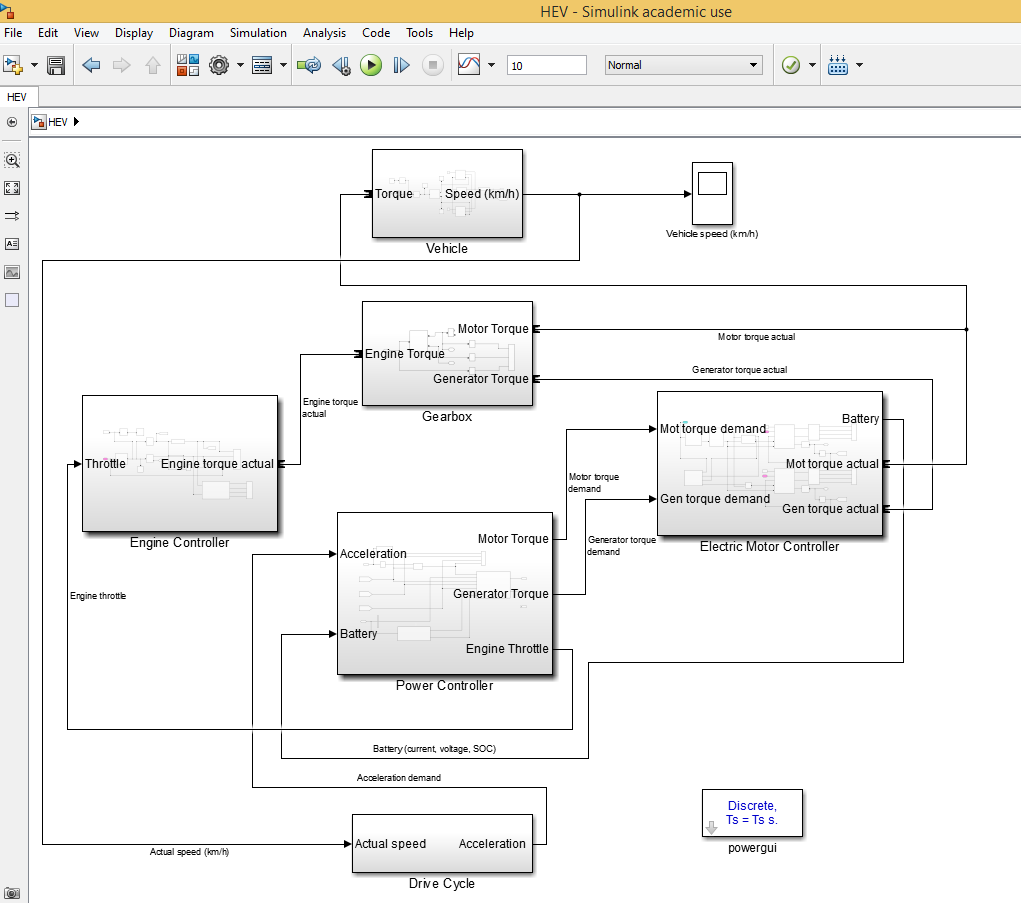 HEV - Simulink academic use
File Edit View Display Diagram Simulation Analysis Code Tools Help
10
Normal
HEV
HEV
Torque
Speed (km/h)
Vehicle
Vehicle speed (km/h)
Motor Torque
Engine Torque
Generator Torque
Gearbox
Motor torque actual
Generator torque actual
Engine torque
actual
Throttle
Engine torque actual
Engine Controller
Battery
Mot torque demand
Mot torque actual
Gen torque demand
Gen torque actual
Electric Motor Controller
Motor torque
demand
Generator torque
demand
Motor Torque
Acceleration
Generator Torque
Battery
Engine Throttle
Power Controller
Engine throttle
Battery (current, voltage, SOC)
Acceleration demand
Actual speed
Acceleration
Drive Cycle
Actual speed (km/h)
Discrete,
Ts = Ts s.
powergui